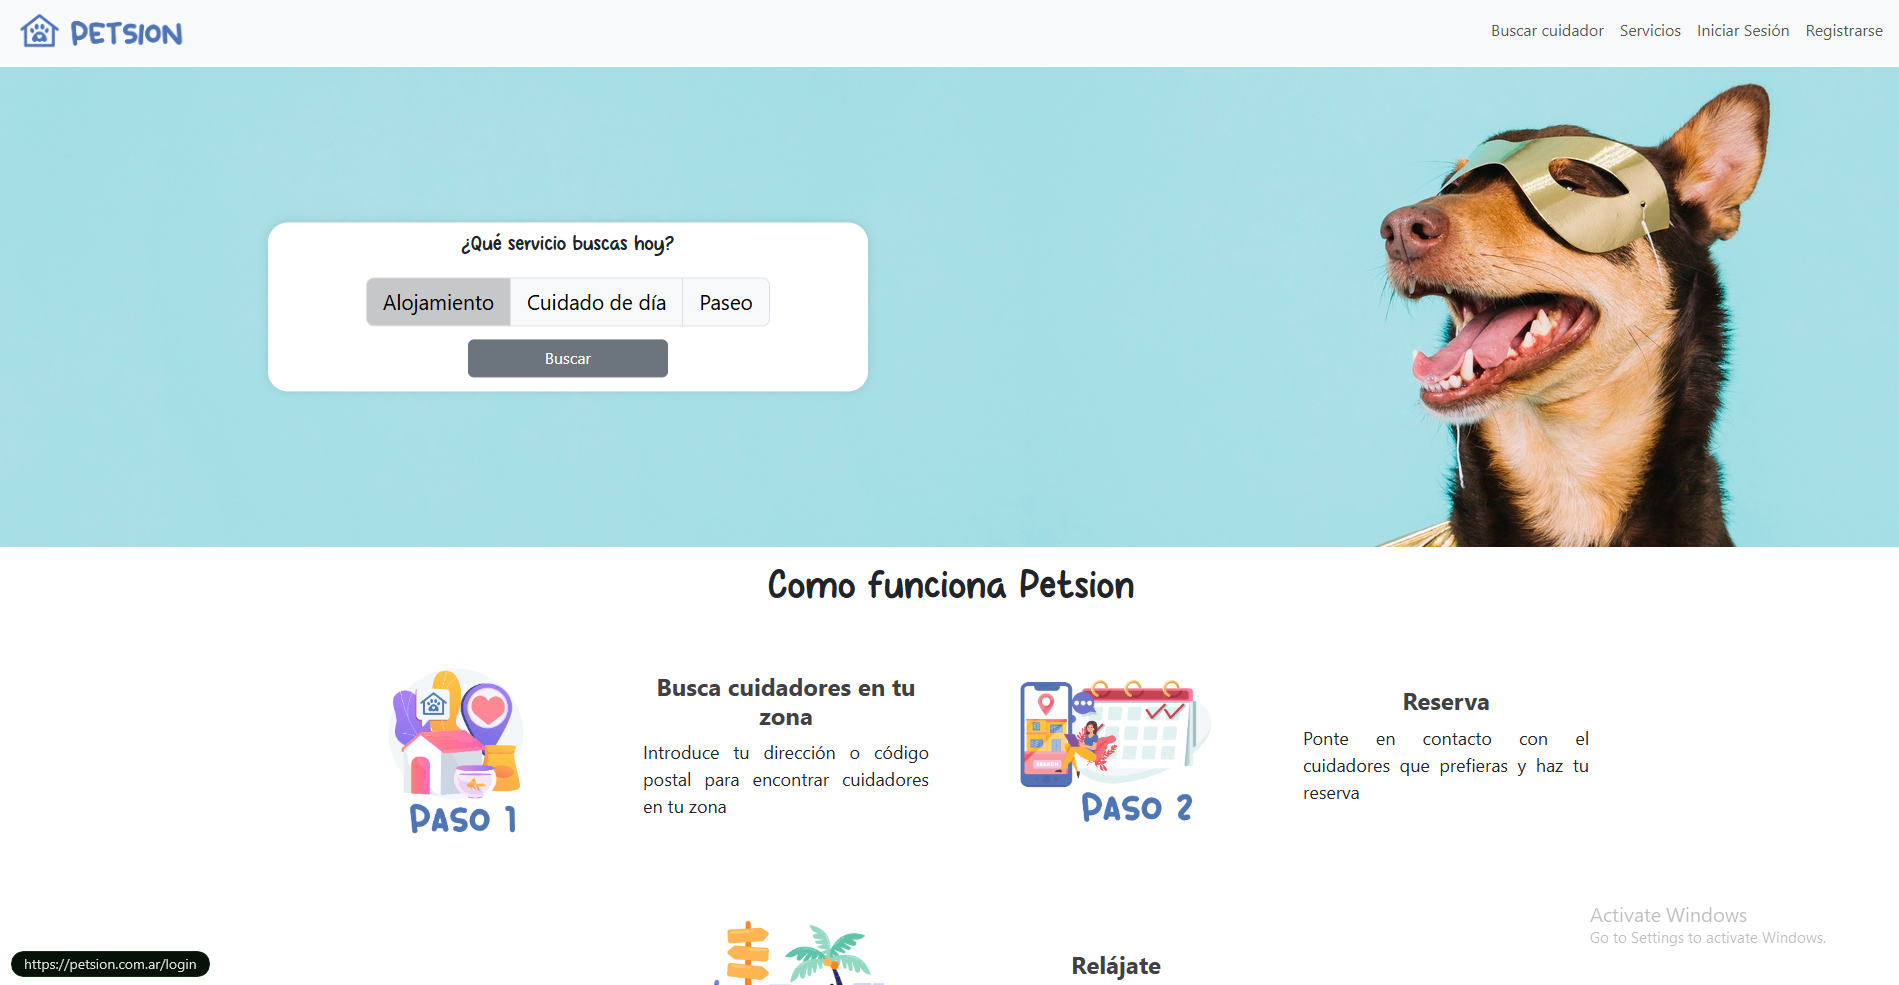 PETSION
Buscar cuidador
Servicios
Iniciar Sesión
Registrarse
¿Qué servicio buscas hoy?
Alojamiento
Cuidado de día
Paseo
Buscar
Como funciona Petsion
Busca cuidadores en tu
zona
Introduce tu dirección o código
postal para encontrar cuidadores
en tu zona
PASO 1
SEARCH
PASO 2
Reserva
Ponte en contacto con el
cuidadores que prefieras y haz tu
reserva
Relájate
Activate Windows
Go to Settings to activate Windows.
https://petsion.com.ar/login